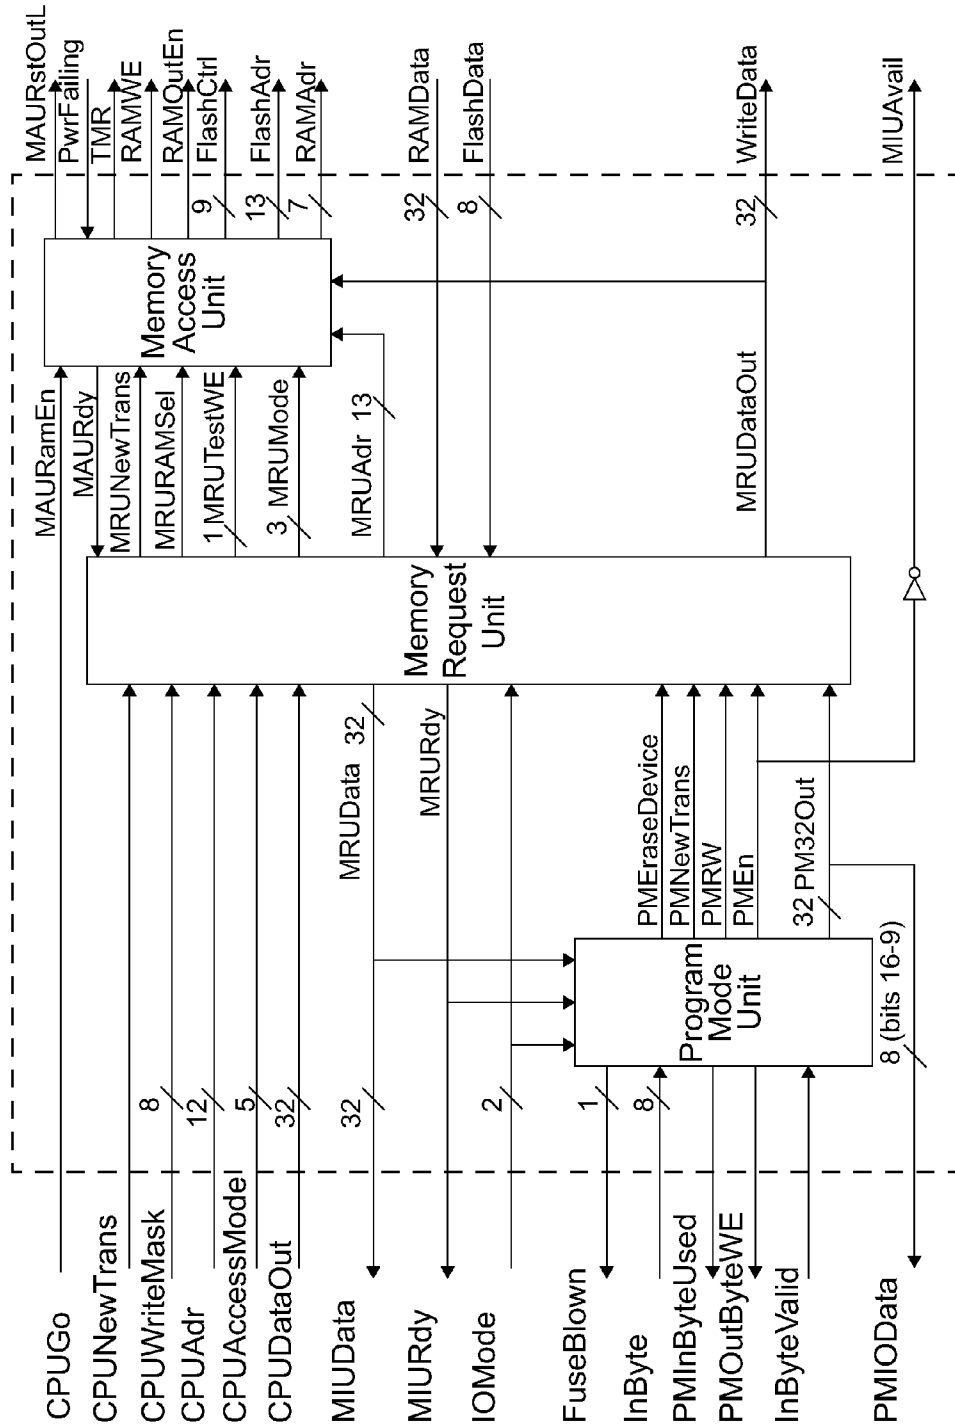 CPUGo
CPUNewTrans
CPUWriteMask
CPUAdr
CPUAccessMode
CPUDataOut
MIUData
MIURdy
IOMode
FuseBlown
InByte
PMInByteUsed
PMOutByteWE
InByteValid
PMIOData
8
12
5
32
32
2
1
8
8 (bits 16-9)
Program
Mode
Unit
MRUData 32
MRURdy
PMEraseDevice
PMNewTrans
PMRW
PMEn
32 PM32Out
Memory
Request
Unit
MAURamEn
MAURdy
MRUNewTrans
MRURAMSel
1 MRUTestWE
3 MRUMode
MRUAdr 13
MRUDataOut
Memory
Access
Unit
9
13
7
32
8
32
MAURstOutL
PwrFailing
TMR
RAMWE
RAMOutEn
FlashCtrl
FlashAdr
RAMAdr
RAMData
FlashData
WriteData
MIUAvail